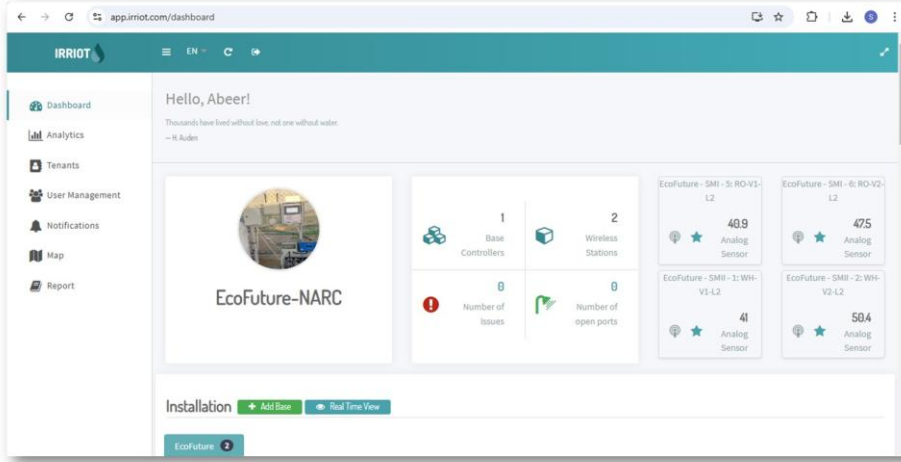 app.irriot.com/dashboard
S
IRRIOT
EN
Dashboard
Analytics
Tenants
User Management
Notifications
Map
Report
Hello, Abeer!
Thousands have lived without love, not one without water.
— H. Auden
EcoFuture-NARC
1
Base
Controllers
2
Wireless
Stations
0
Number of
Issues
0
Number of
open ports
EcoFuture - SMI - 5: RO-V1-
L2
40.9
Analog
Sensor
EcoFuture - SMI - 6: RO-V2-
L2
47.5
Analog
Sensor
EcoFuture - SMII - 1: WH-
V1-L2
41
Analog
Sensor
EcoFuture - SMII - 2: WH-
V2-L2
50.4
Analog
Sensor
Installation
+ Add Base
Real Time View
EcoFuture 2